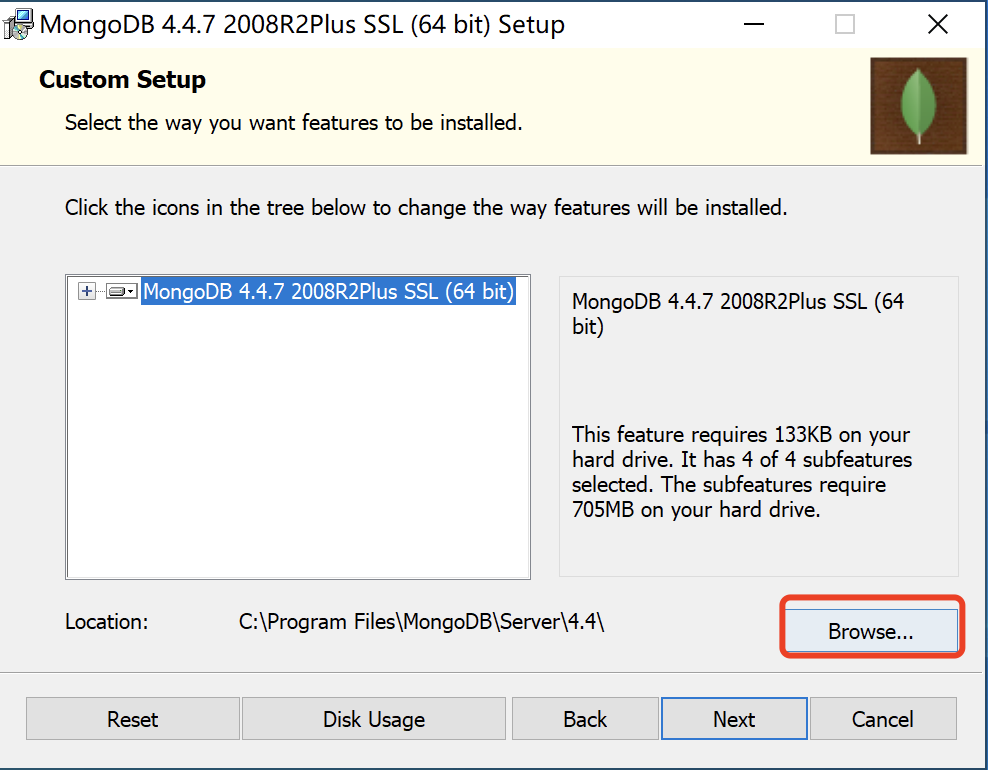 MongoDB 4.4.7 2008R2Plus SSL (64 bit) Setup
Custom Setup
Select the way you want features to be installed.
Click the icons in the tree below to change the way features will be installed.
MongoDB 4.4.7 2008R2Plus SSL (64 bit)
MongoDB 4.4.7 2008R2Plus SSL (64
bit)
This feature requires 133KB on your
hard drive. It has 4 of 4 subfeatures
selected. The subfeatures require
705MB on your hard drive.
Location: C:\Program Files\MongoDB\Server\4.4\
Browse...
Reset Disk Usage Back Next Cancel